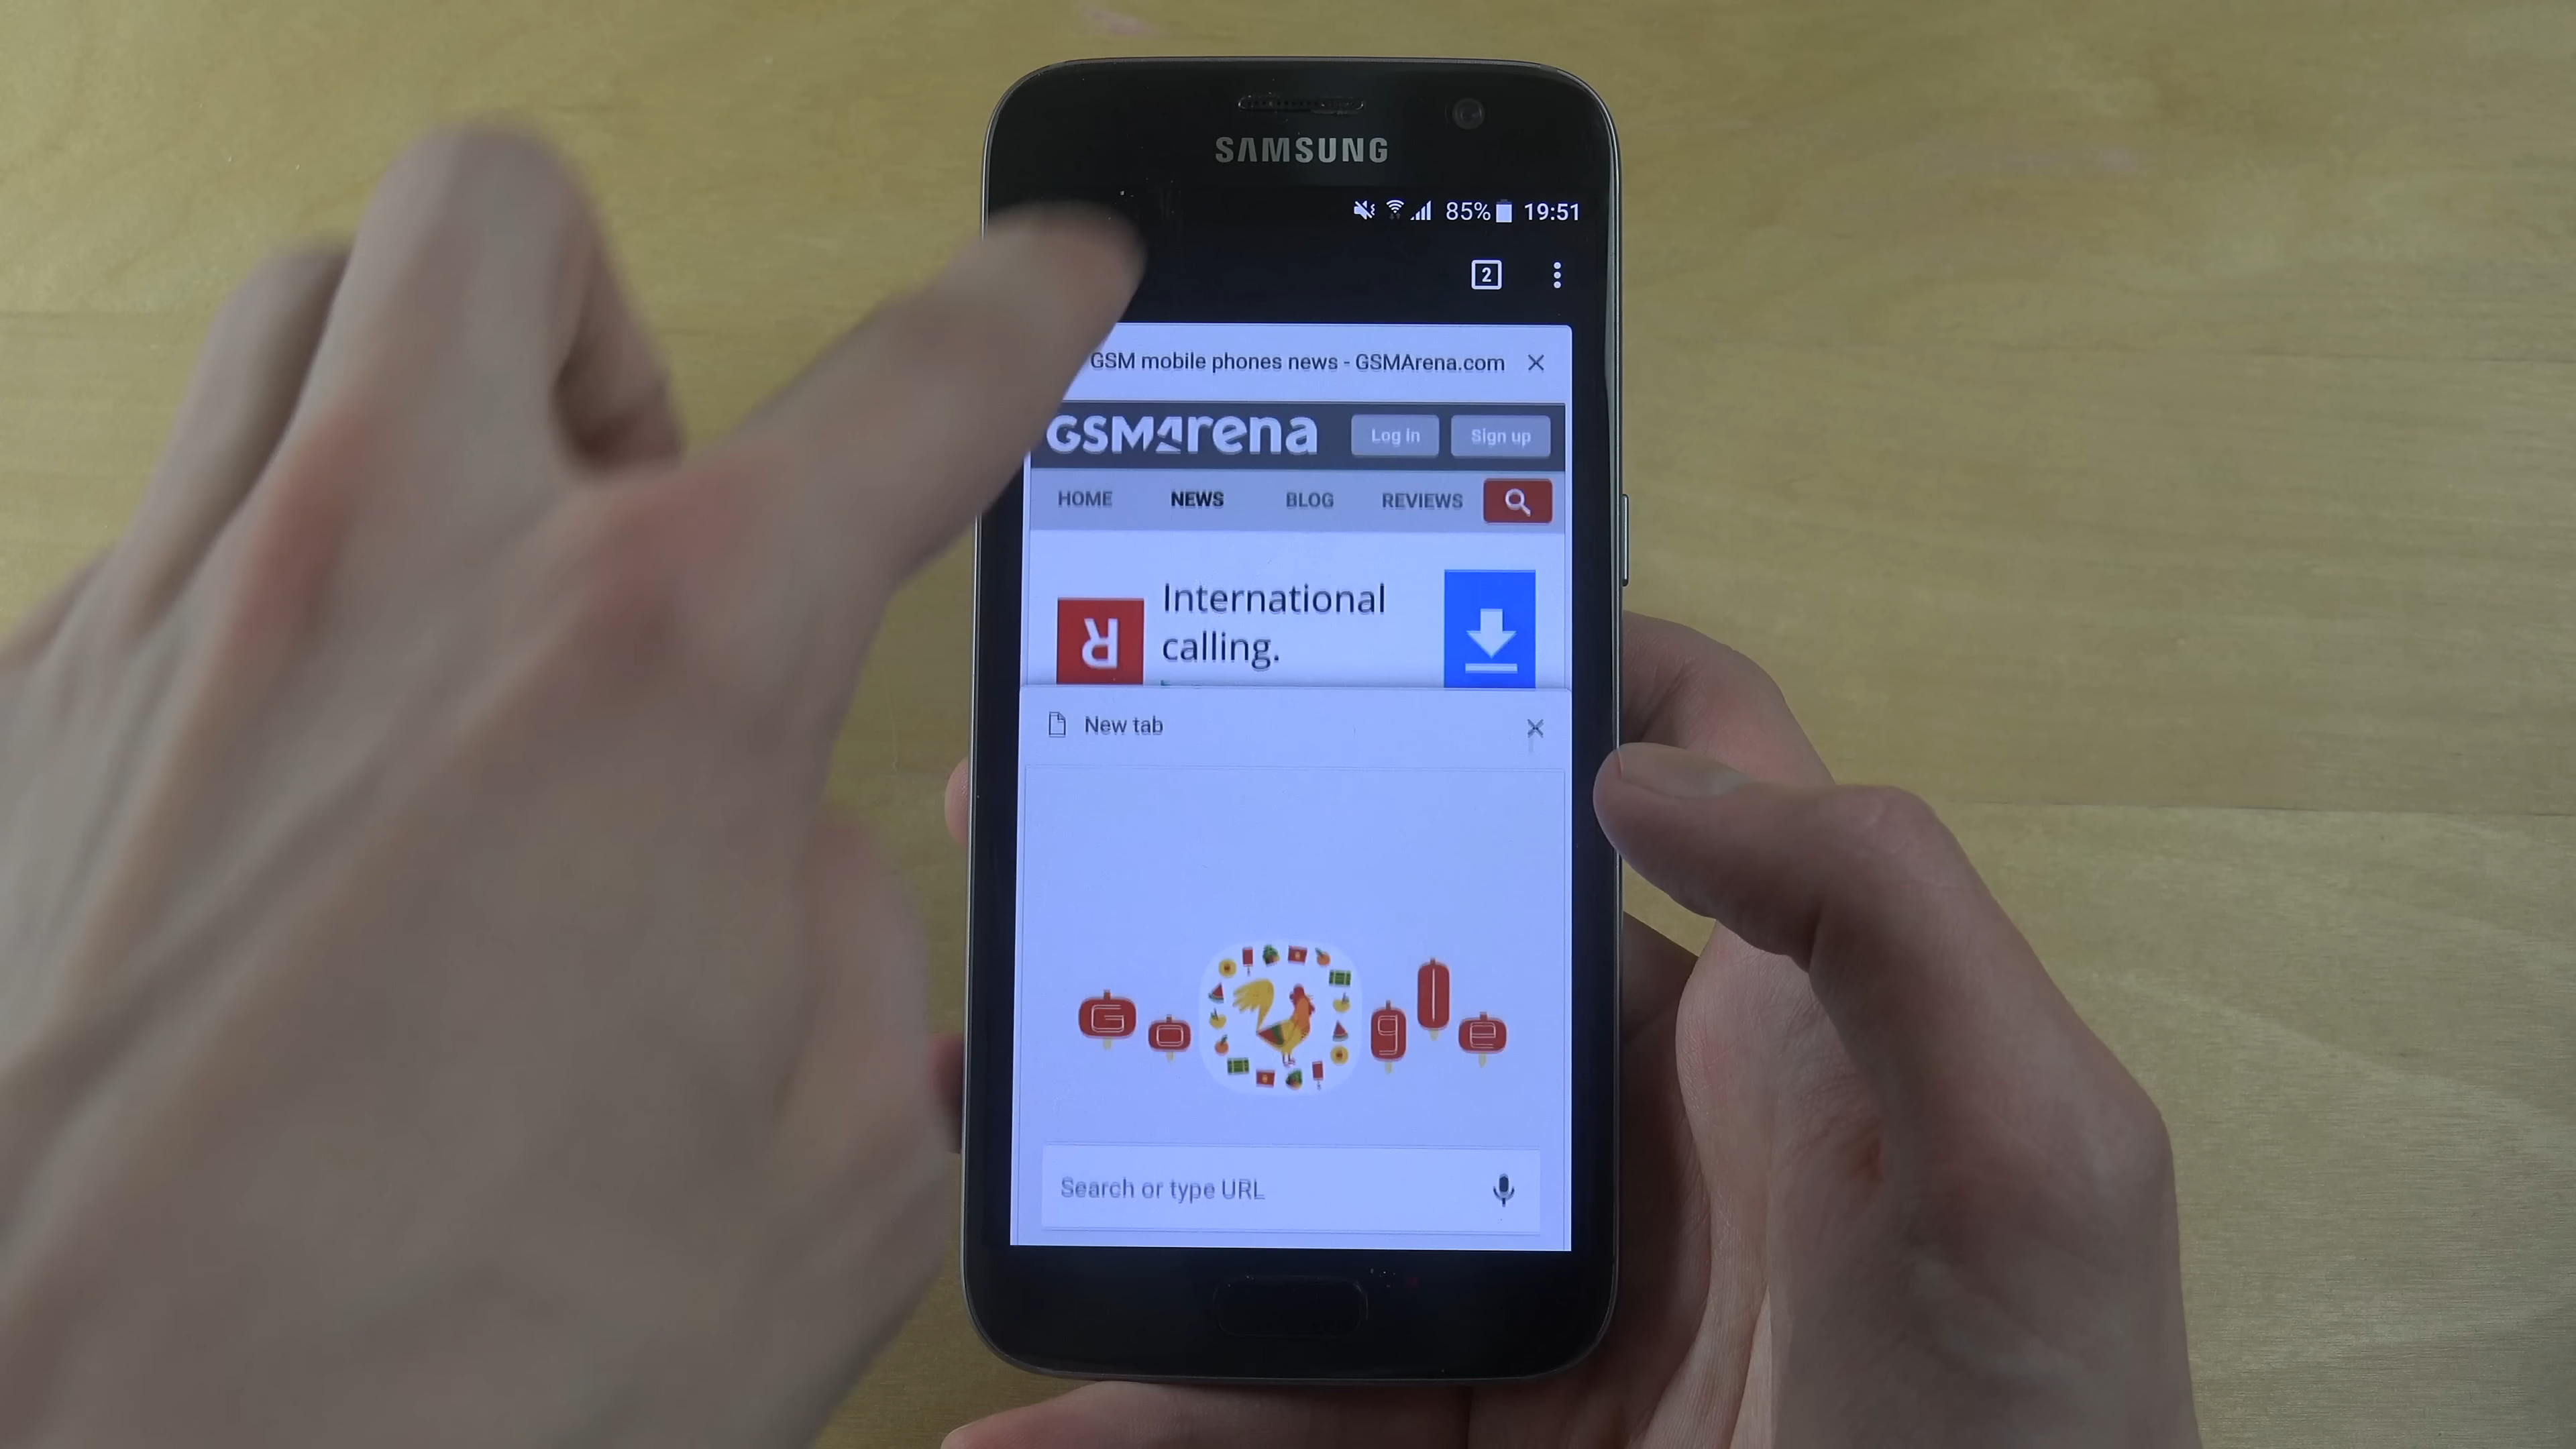 SAMSUNG
85% 19:51
2
GSM mobile phones news - GSMArena.com
GSMArena Log in Sign up
HOME NEWS BLOG REVIEWS
R International
calling.
New tab
G o g l e
Search or type URL